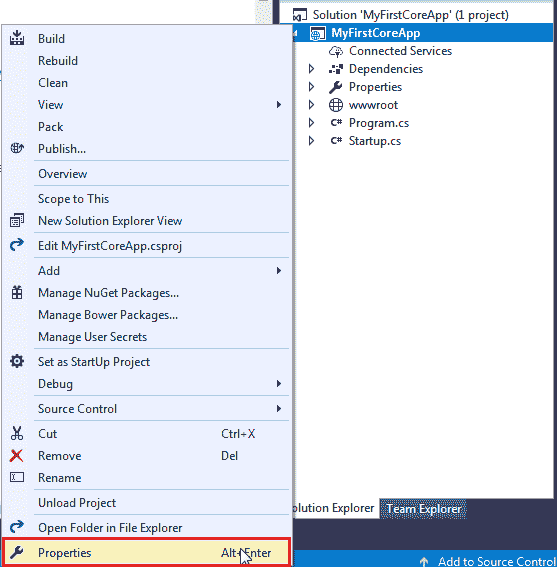 Solution 'MyFirstCoreApp' (1 project)
MyFirstCoreApp
Connected Services
Dependencies
Properties
wwwroot
C# Program.cs
C# Startup.cs
Build
Rebuild
Clean
View
Pack
Publish...
Overview
Scope to This
New Solution Explorer View
Edit MyFirstCoreApp.csproj
Add
Manage NuGet Packages...
Manage Bower Packages...
Manage User Secrets
Set as StartUp Project
Debug
Source Control
Cut Ctrl+X
Remove Del
Rename
Unload Project
Open Folder in File Explorer
Properties Alt+Enter
olution Explorer Team Explorer
Add to Source Control